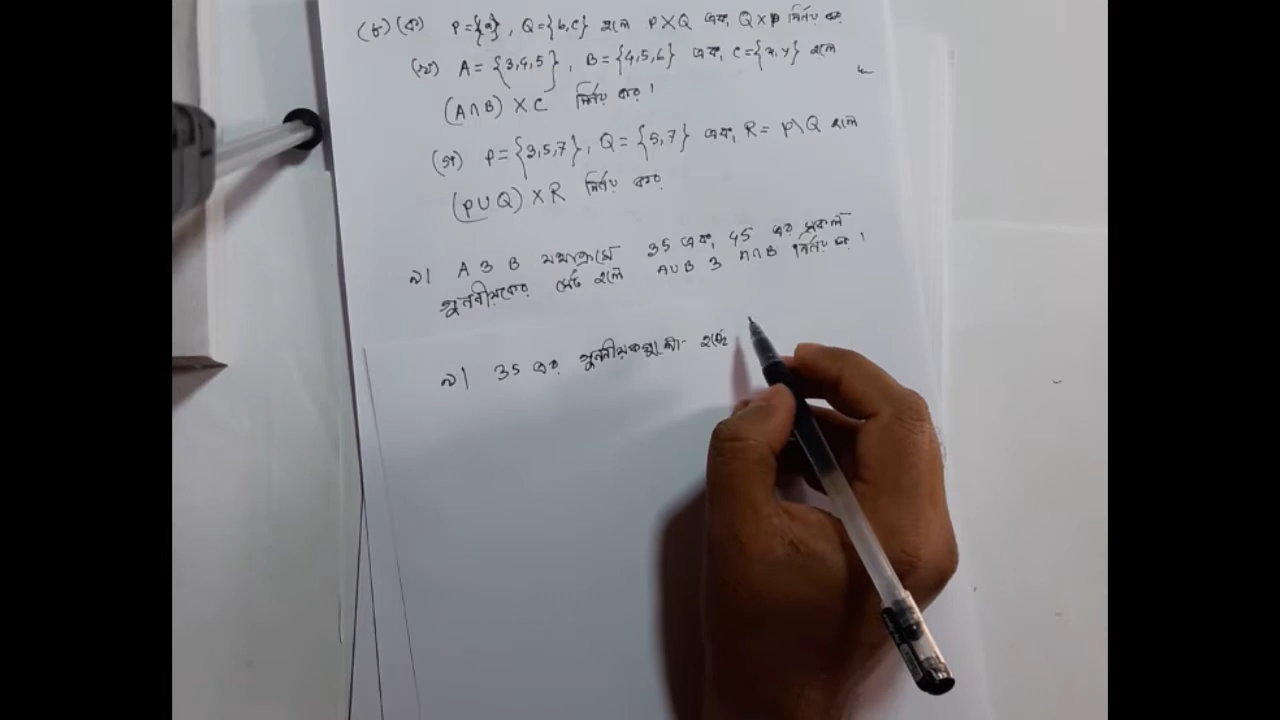 (৮) (ক) P={a}, Q={b,c} হলে P×Q এবং Q×P নির্ণয় কর
(খ) A = {3,4,5}, B = {4,5,6} এবং C={x,y} হলে
(A∩B) × C নির্ণয় কর।
(গ) P = {3,5,7}, Q = {5,7} এবং R = P\Q হলে
(P∪Q) × R নির্ণয় কর
৯। A ও B যথাক্রমে 35 এবং 45 এর সকল
গুণনীয়কের সেট হলে A∪B ও A∩B নির্ণয় কর।
৯। 35 এর গুণনীয়কগুলো হচ্ছে